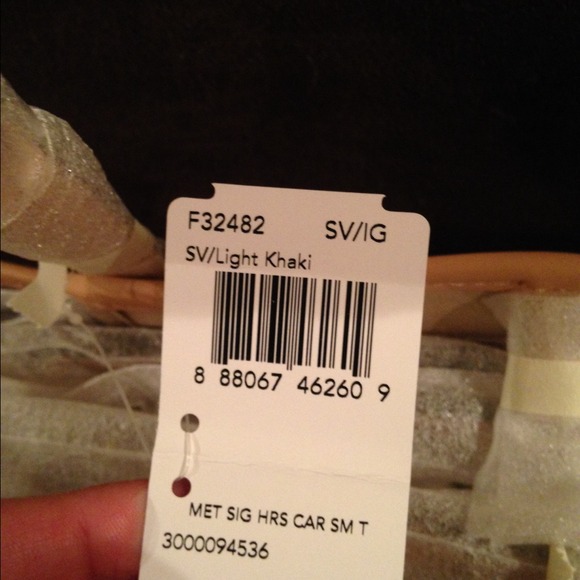 F32482 SV/IG
SV/Light Khaki
8 88067 46260 9
MET SIG HRS CAR SM T
3000094536